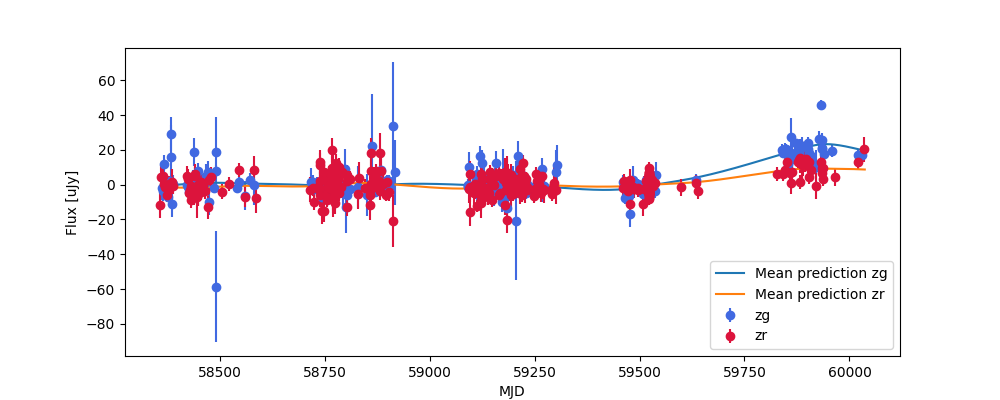 60
40
20
0
−20
−40
−60
−80
Flux [uJy]
58500
58750
59000
59250
59500
59750
60000
MJD
Mean prediction zg
Mean prediction zr
zg
zr